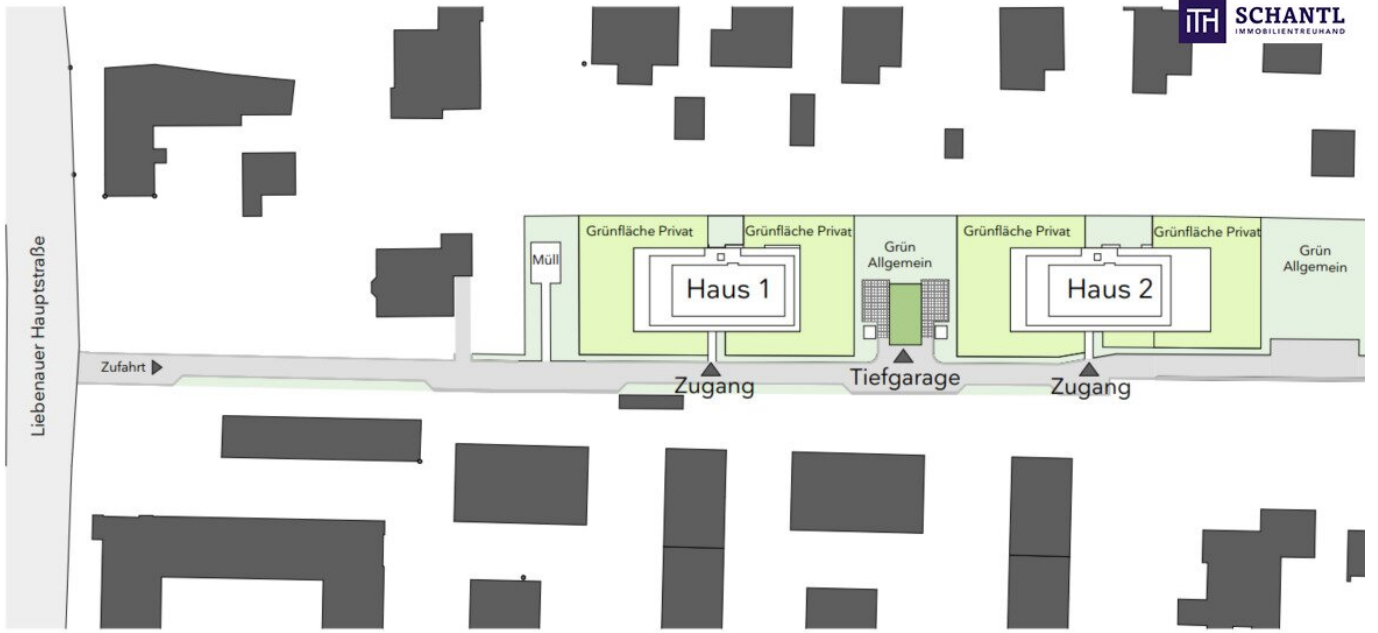 ITH SCHANTL
IMMOBILIENTREUHAND
Liebenauer Hauptstraße
Grünfläche Privat
Grünfläche Privat
Grün
Allgemein
Grünfläche Privat
Grünfläche Privat
Grün
Allgemein
Müll
Haus 1
Haus 2
Zufahrt
Zugang
Tiefgarage
Zugang